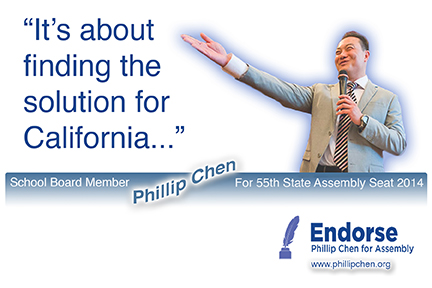 “It’s about
finding the
solution for
California...”
School Board Member
Phillip Chen
For 55th State Assembly Seat 2014
Endorse
Phillip Chen for Assembly
www.phillipchen.org